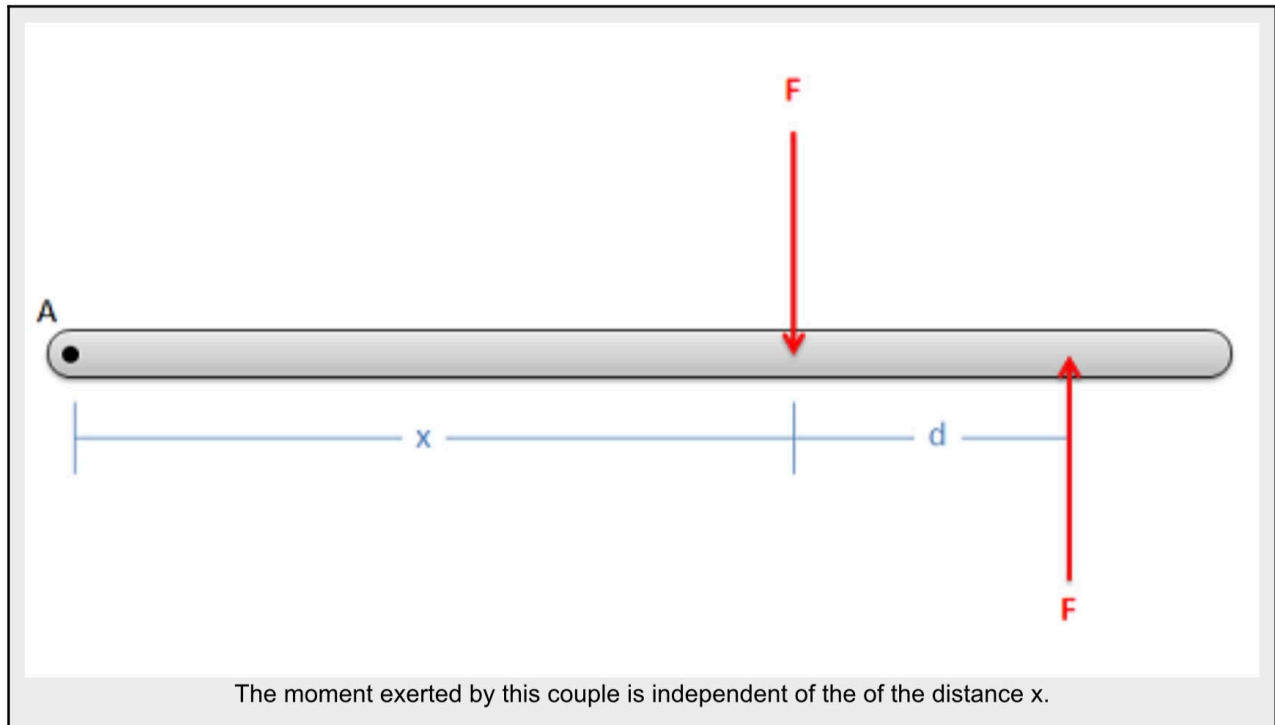 F
A
x
d
F
The moment exerted by this couple is independent of the of the distance x.